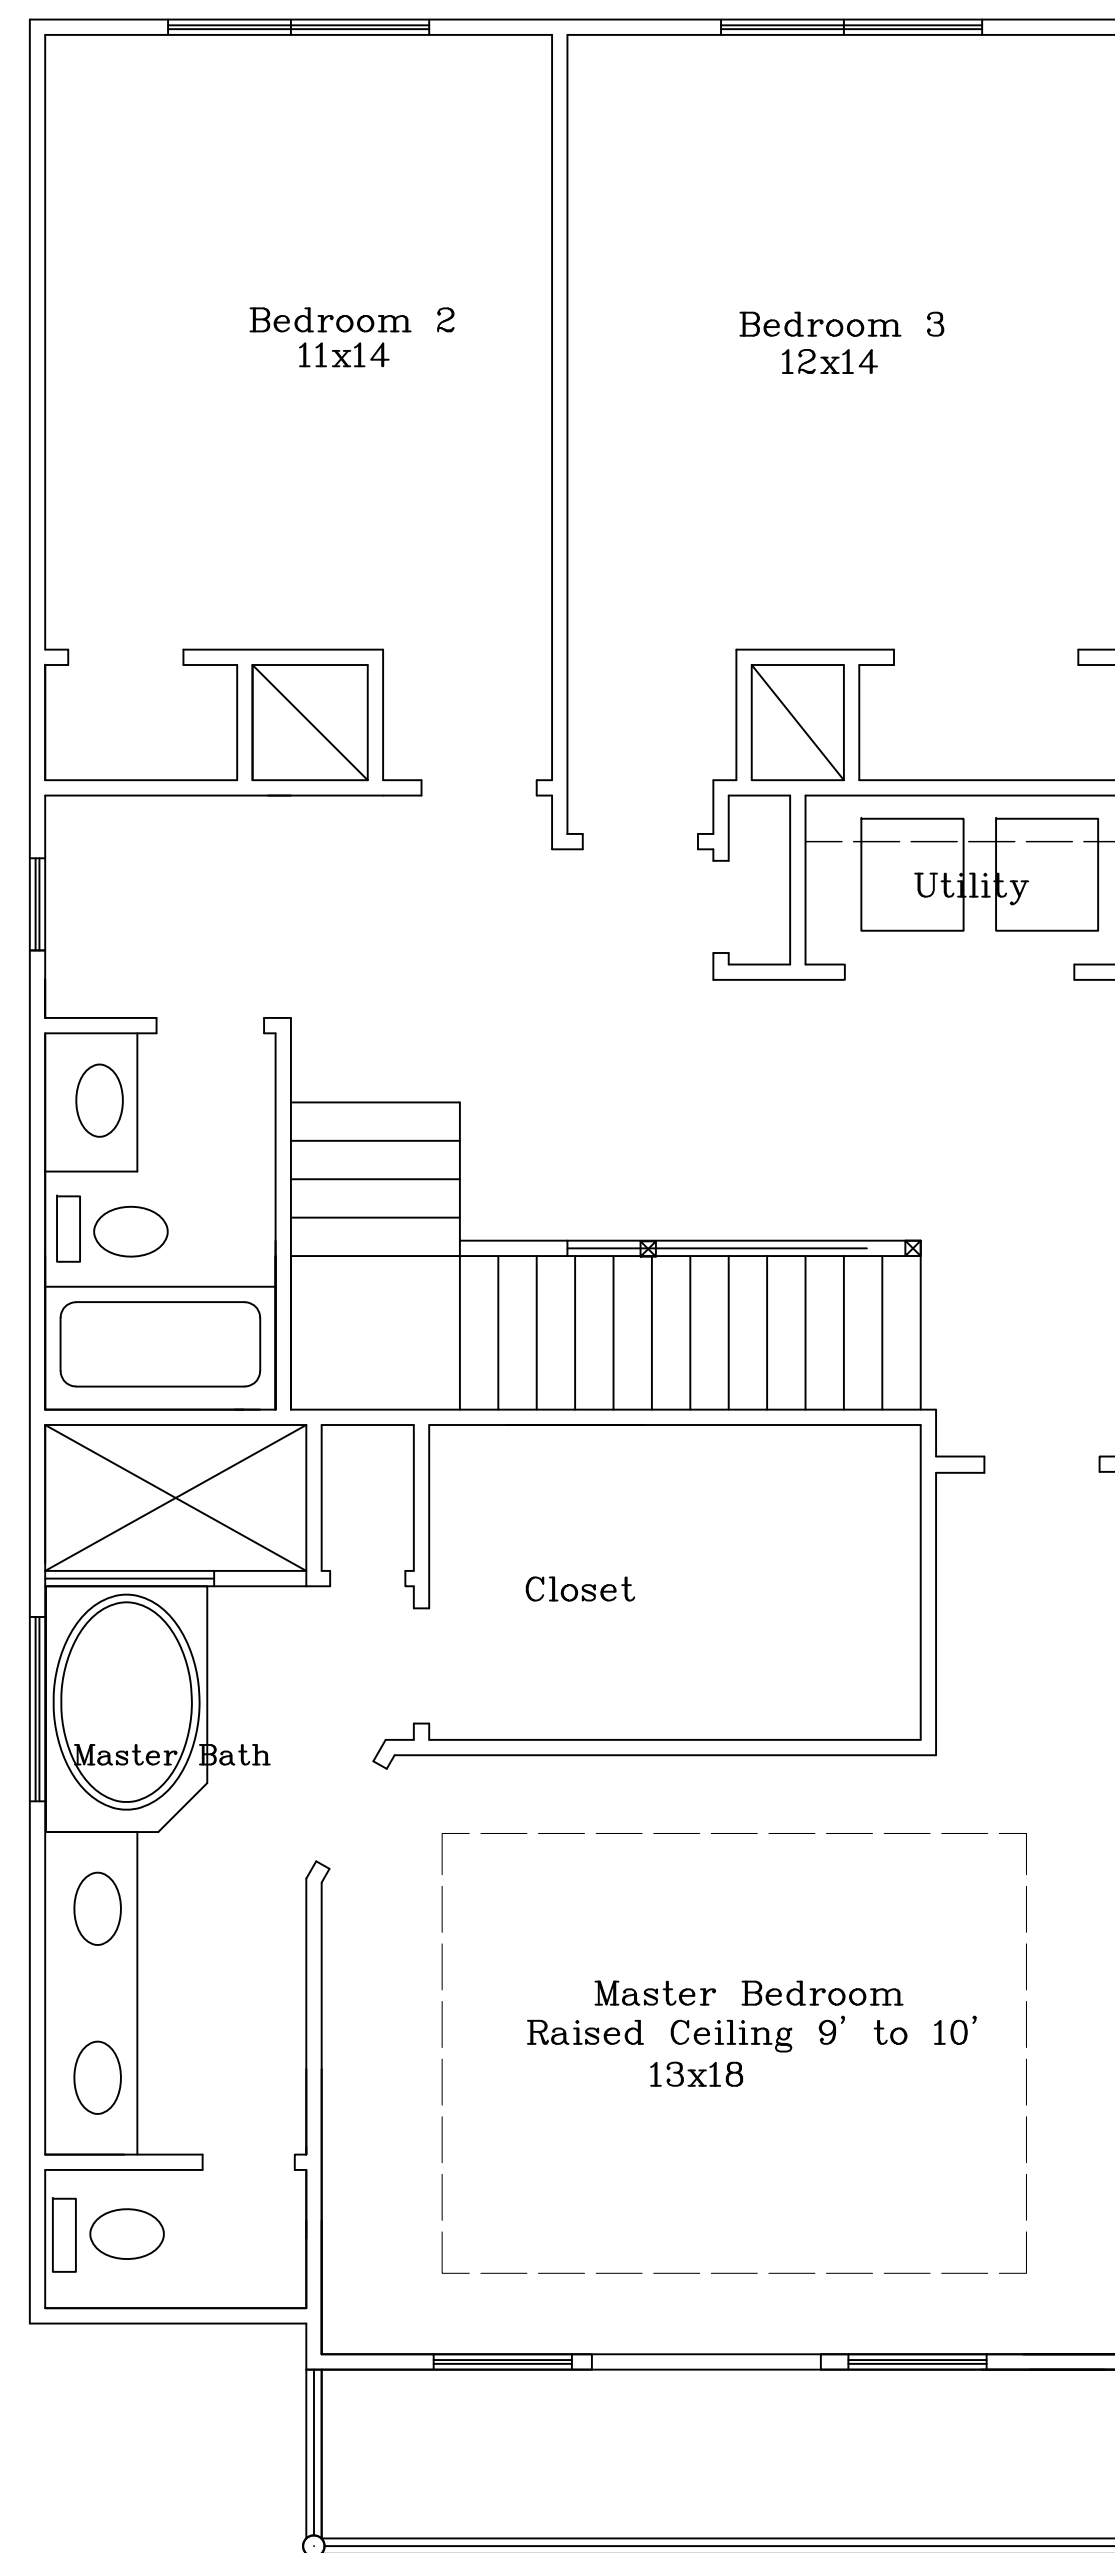 Bedroom 2
11x14
Bedroom 3
12x14
Utility
Closet
Master Bath
Master Bedroom
Raised Ceiling 9' to 10'
13x18